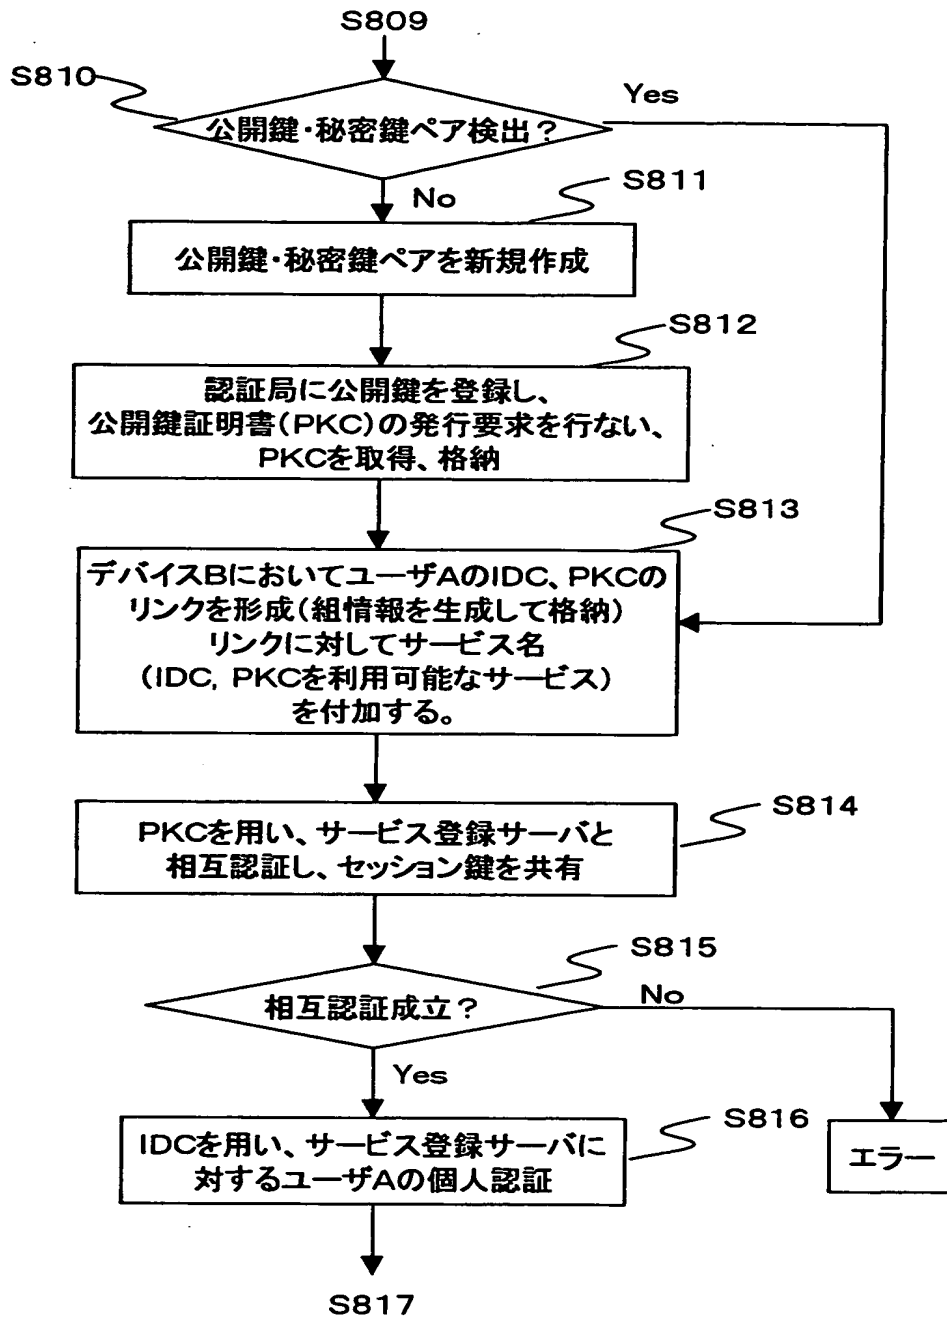 S809
S810
公開鍵・秘密鍵ペア検出？
Yes
No
S811
公開鍵・秘密鍵ペアを新規作成
S812
認証局に公開鍵を登録し、
公開鍵証明書(PKC)の発行要求を行ない、
PKCを取得、格納
S813
デバイスBにおいてユーザAのIDC、PKCの
リンクを形成(組情報を生成して格納)
リンクに対してサービス名
(IDC, PKCを利用可能なサービス)
を付加する。
S814
PKCを用い、サービス登録サーバと
相互認証し、セッション鍵を共有
S815
相互認証成立？
No
Yes
S816
IDCを用い、サービス登録サーバに
対するユーザAの個人認証
エラー
S817